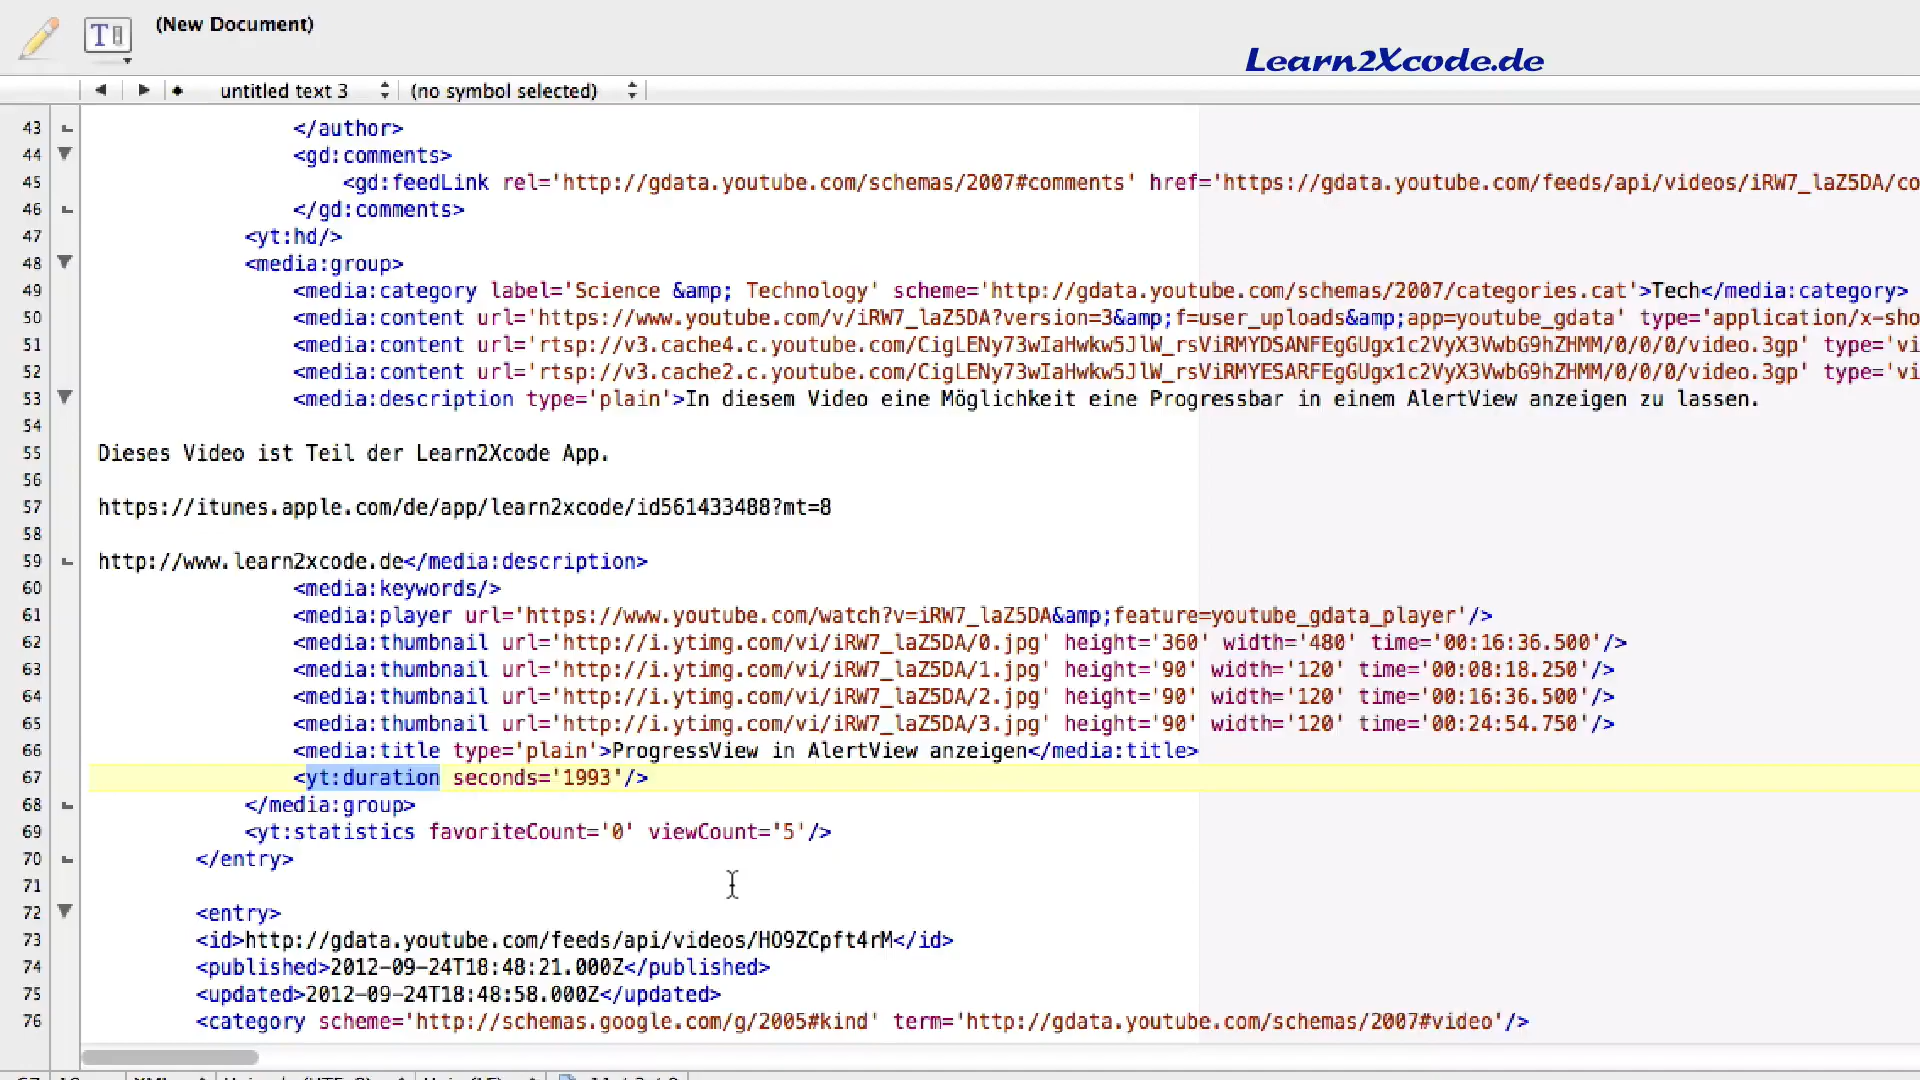 (New Document)
Learn2Xcode.de
untitled text 3 (no symbol selected)
43 </author>
44 <gd:comments>
45 <gd:feedLink rel='http://gdata.youtube.com/schemas/2007#comments' href='https://gdata.youtube.com/feeds/api/videos/iRW7_laZ5DA/co
46 </gd:comments>
47 <yt:hd/>
48 <media:group>
49 <media:category label='Science &amp; Technology' scheme='http://gdata.youtube.com/schemas/2007/categories.cat'>Tech</media:category>
50 <media:content url='https://www.youtube.com/v/iRW7_laZ5DA?version=3&amp;f=user_uploads&amp;app=youtube_gdata' type='application/x-sho
51 <media:content url='rtsp://v3.cache4.c.youtube.com/CigLENy73wIaHwkw5JlW_rsViRMYDSANFEgGUgx1c2VyX3VwbG9hZHMM/0/0/0/video.3gp' type='vi
52 <media:content url='rtsp://v3.cache2.c.youtube.com/CigLENy73wIaHwkw5JlW_rsViRMYESARFEgGUgx1c2VyX3VwbG9hZHMM/0/0/0/video.3gp' type='vi
53 <media:description type='plain'>In diesem Video eine Möglichkeit eine Progressbar in einem AlertView anzeigen zu lassen.
54
55 Dieses Video ist Teil der Learn2Xcode App.
56
57 https://itunes.apple.com/de/app/learn2xcode/id561433488?mt=8
58
59 http://www.learn2xcode.de</media:description>
60 <media:keywords/>
61 <media:player url='https://www.youtube.com/watch?v=iRW7_laZ5DA&amp;feature=youtube_gdata_player'/>
62 <media:thumbnail url='http://i.ytimg.com/vi/iRW7_laZ5DA/0.jpg' height='360' width='480' time='00:16:36.500'/>
63 <media:thumbnail url='http://i.ytimg.com/vi/iRW7_laZ5DA/1.jpg' height='90' width='120' time='00:08:18.250'/>
64 <media:thumbnail url='http://i.ytimg.com/vi/iRW7_laZ5DA/2.jpg' height='90' width='120' time='00:16:36.500'/>
65 <media:thumbnail url='http://i.ytimg.com/vi/iRW7_laZ5DA/3.jpg' height='90' width='120' time='00:24:54.750'/>
66 <media:title type='plain'>ProgressView in AlertView anzeigen</media:title>
67 <yt:duration seconds='1993'/>
68 </media:group>
69 <yt:statistics favoriteCount='0' viewCount='5'/>
70 </entry>
71
72 <entry>
73 <id>http://gdata.youtube.com/feeds/api/videos/HO9ZCpft4rM</id>
74 <published>2012-09-24T18:48:21.000Z</published>
75 <updated>2012-09-24T18:48:58.000Z</updated>
76 <category scheme='http://schemas.google.com/g/2005#kind' term='http://gdata.youtube.com/schemas/2007#video'/>